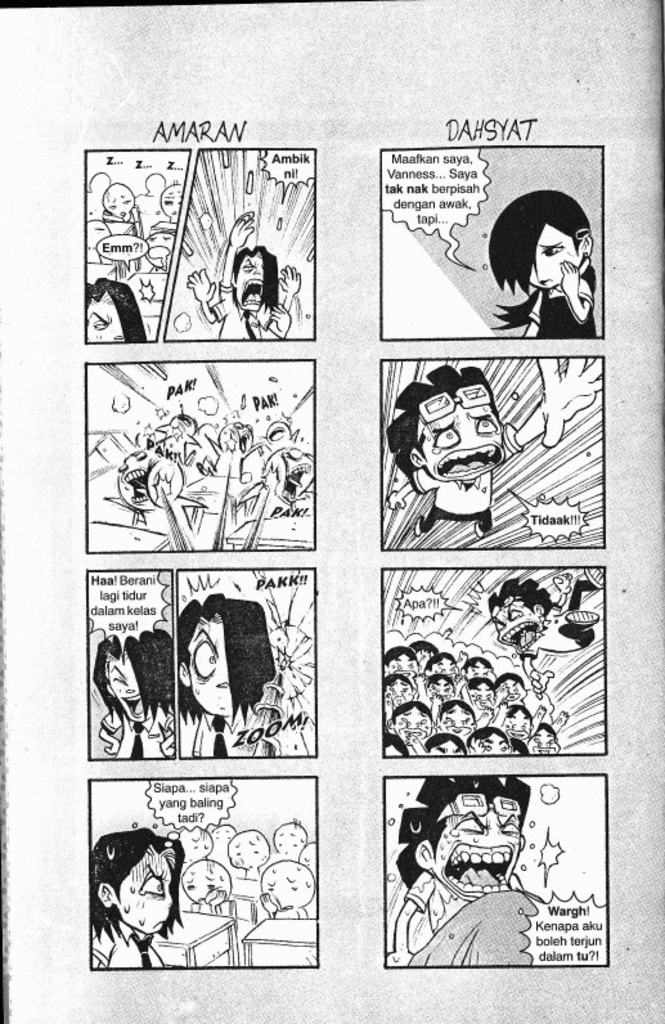 AMARAN
Z... Z... Z...
Emm?!
Ambik
ni!
PAK!
PAK!
PAK!
PAK!
Haa! Berani
lagi tidur
dalam kelas
saya!
PAKK!!
ZOOM!
Siapa... siapa
yang baling
tadi?
DAHSYAT
Maafkan saya,
Vanness... Saya
tak nak berpisah
dengan awak,
tapi...
Tidaak!!!
Apa?!!
Wargh!
Kenapa aku
boleh terjun
dalam tu?!